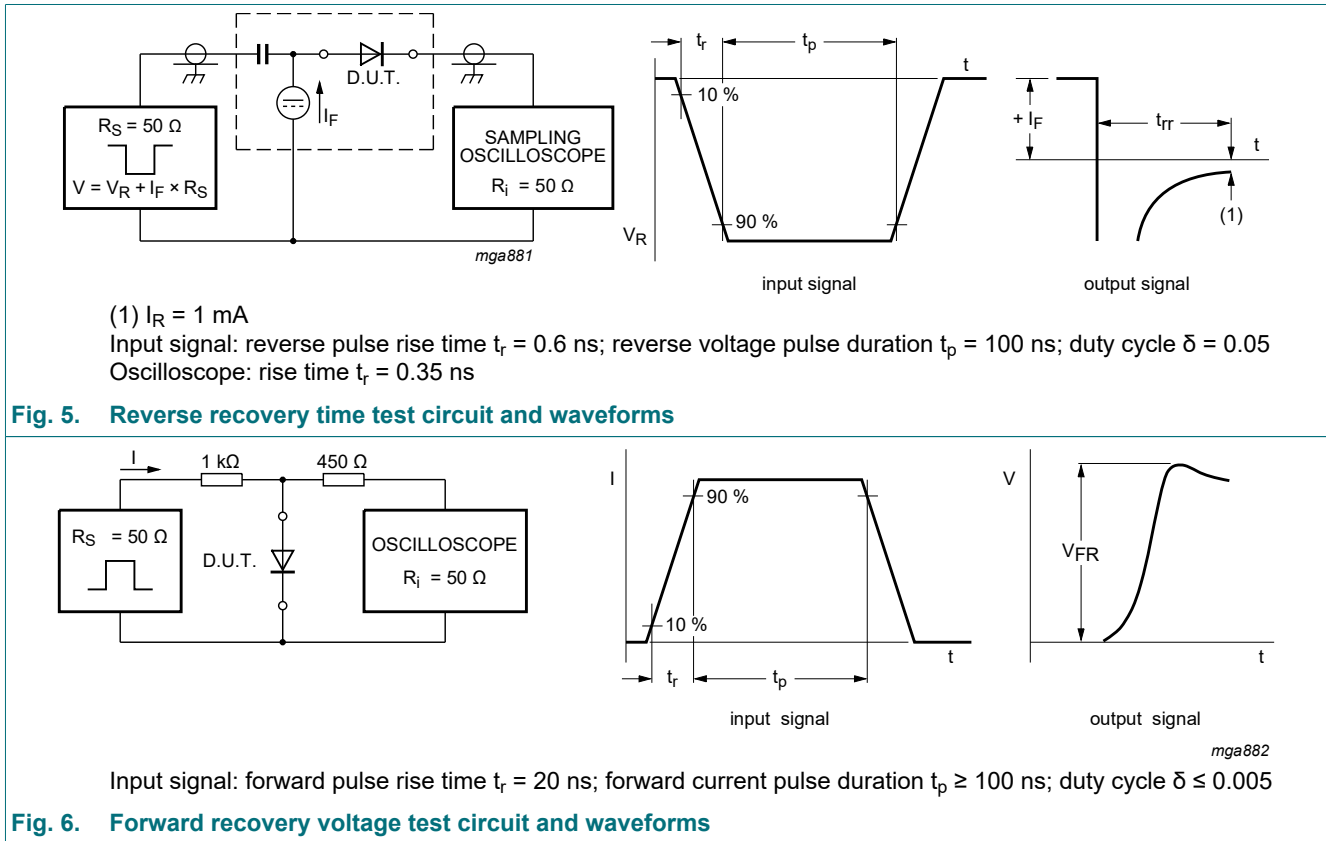 D.U.T.
I_F
R_S = 50 Ω
V = V_R + I_F × R_S
SAMPLING
OSCILLOSCOPE
R_i = 50 Ω
mga881
t_r
t_p
t
10 %
90 %
V_R
input signal
+ I_F
t_rr
t
(1)
output signal
(1) I_R = 1 mA
Input signal: reverse pulse rise time t_r = 0.6 ns; reverse voltage pulse duration t_p = 100 ns; duty cycle δ = 0.05
Oscilloscope: rise time t_r = 0.35 ns
Fig. 5. Reverse recovery time test circuit and waveforms
I
1 kΩ
450 Ω
R_S = 50 Ω
D.U.T.
OSCILLOSCOPE
R_i = 50 Ω
I
90 %
10 %
t
t_r
t_p
input signal
V
V_FR
t
output signal
mga882
Input signal: forward pulse rise time t_r = 20 ns; forward current pulse duration t_p ≥ 100 ns; duty cycle δ ≤ 0.005
Fig. 6. Forward recovery voltage test circuit and waveforms